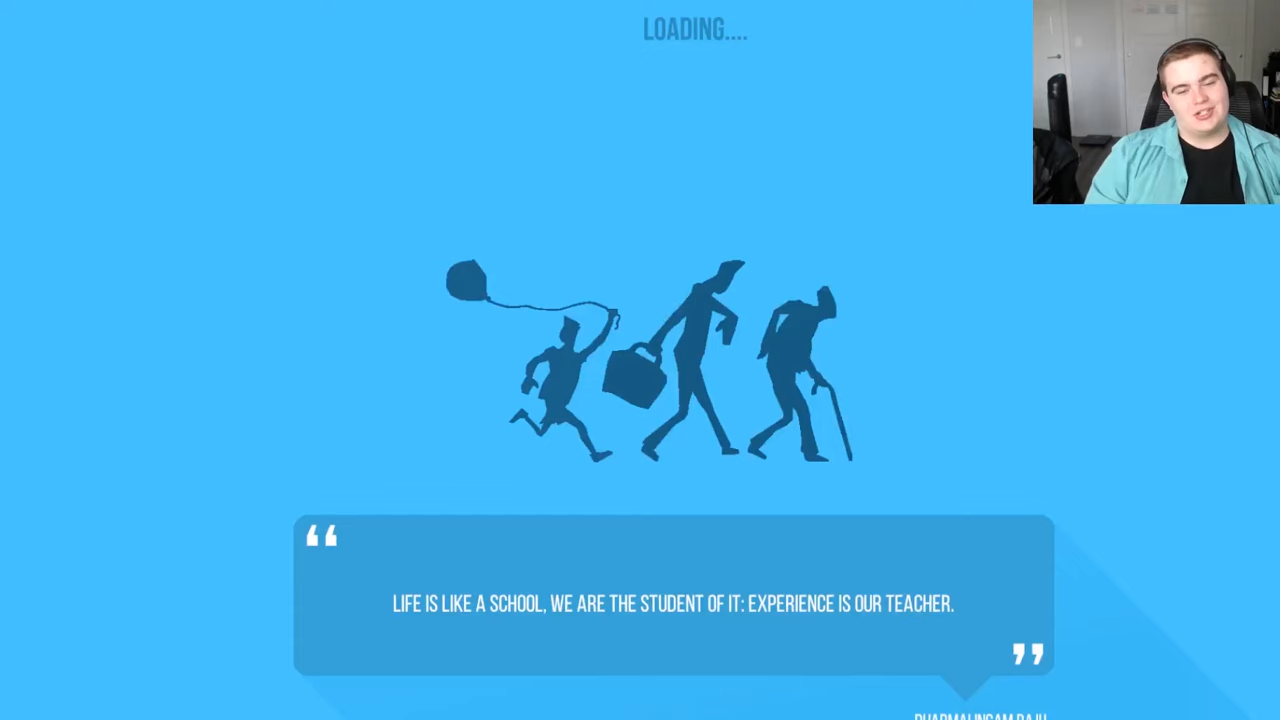 LOADING....
“
LIFE IS LIKE A SCHOOL, WE ARE THE STUDENT OF IT: EXPERIENCE IS OUR TEACHER.
”